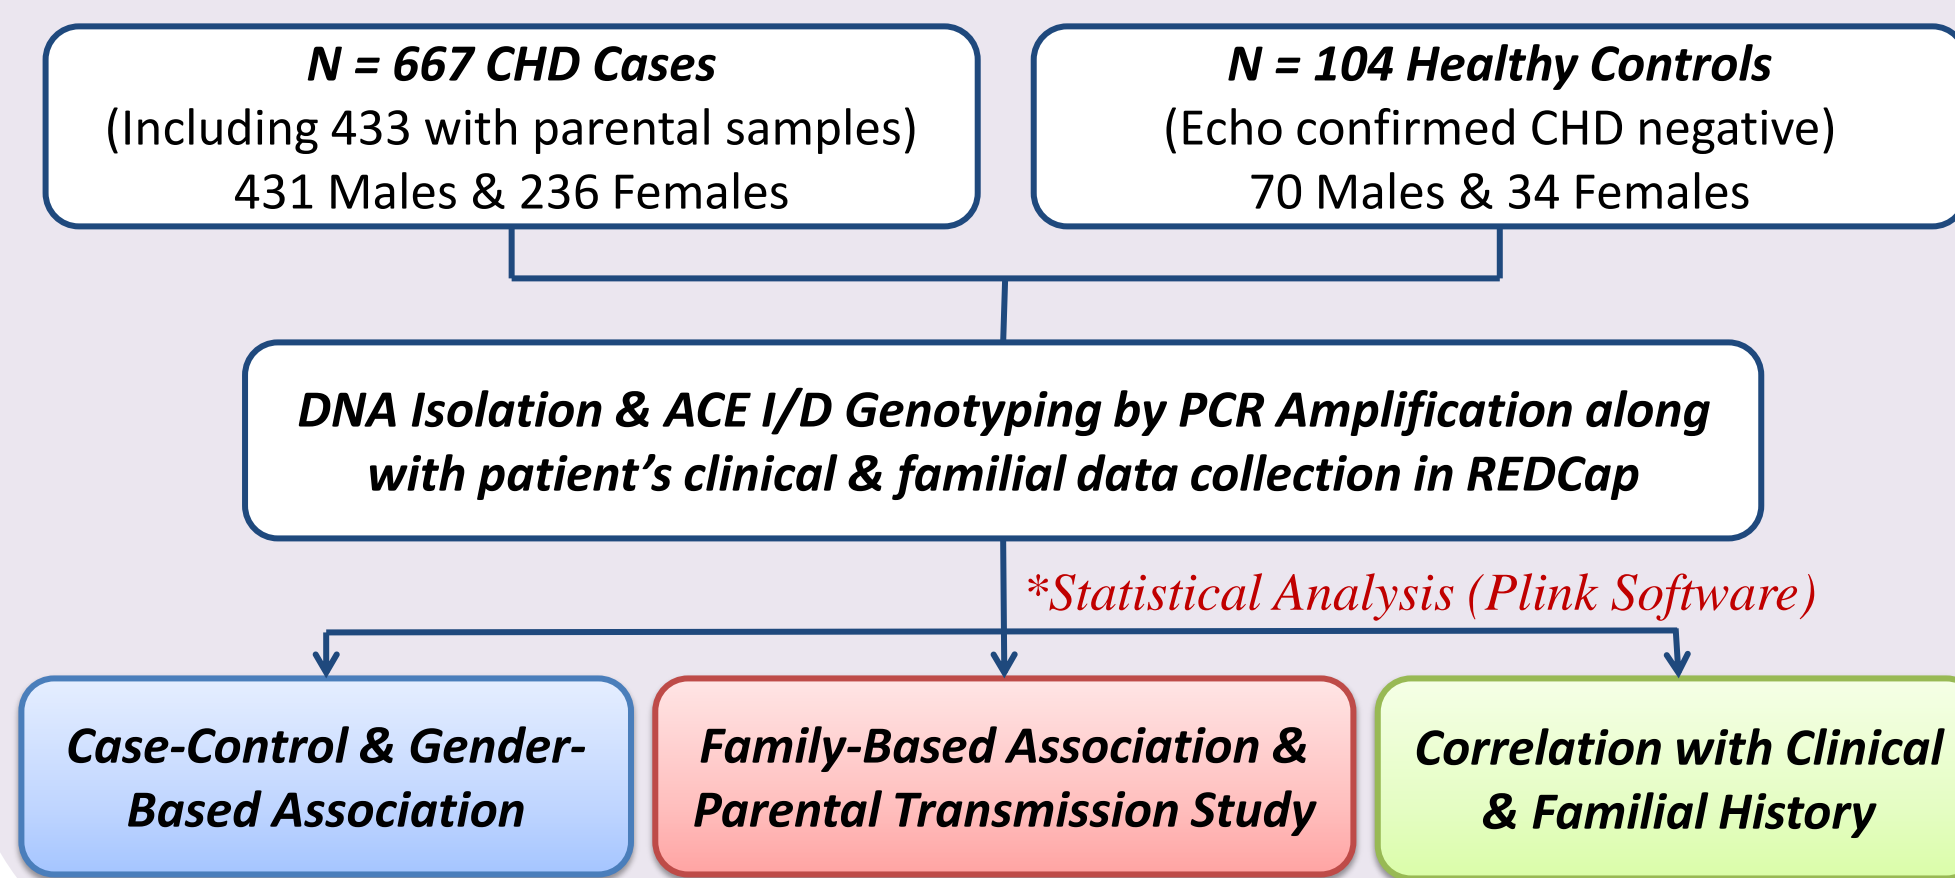 N = 667 CHD Cases
(Including 433 with parental samples)
431 Males & 236 Females
N = 104 Healthy Controls
(Echo confirmed CHD negative)
70 Males & 34 Females
DNA Isolation & ACE I/D Genotyping by PCR Amplification along
with patient’s clinical & familial data collection in REDCap
*Statistical Analysis (Plink Software)
Case-Control & Gender-
Based Association
Family-Based Association &
Parental Transmission Study
Correlation with Clinical
& Familial History